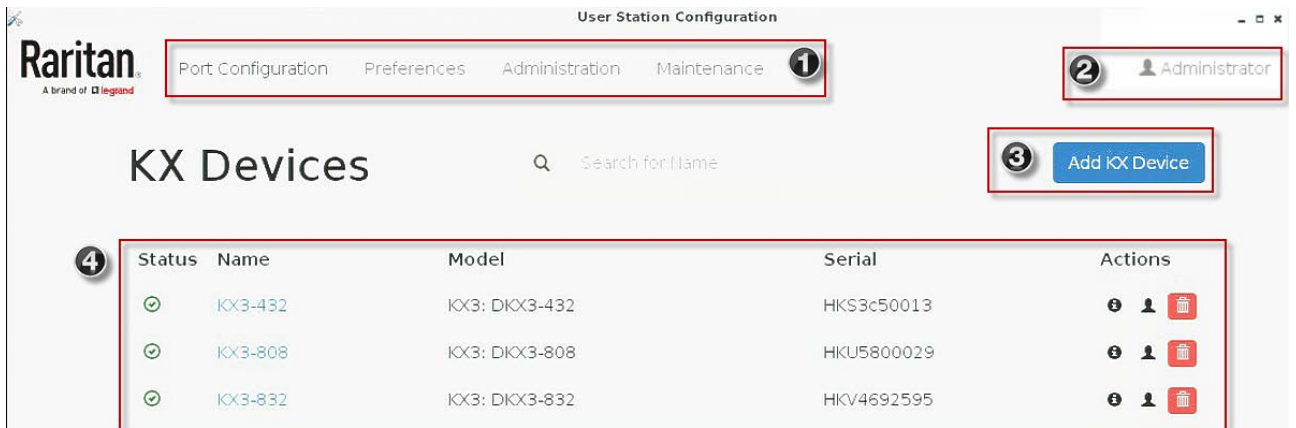 User Station Configuration
Raritan.
A brand of legrand
Port Configuration Preferences Administration Maintenance 1
2 Administrator
KX Devices
Search for Name
3 Add KX Device
4 Status Name Model Serial Actions
KX3-432 KX3: DKX3-432 HKS3c50013
KX3-808 KX3: DKX3-808 HKU5800029
KX3-832 KX3: DKX3-832 HKV4692595